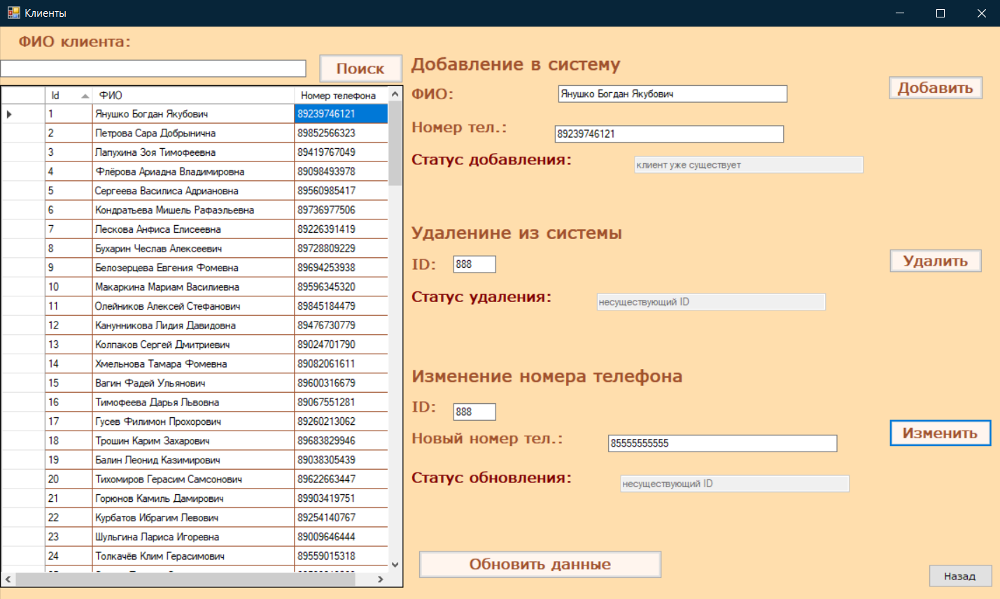 Клиенты
ФИО клиента:
Поиск
Id ФИО Номер телефона
1 Янушко Богдан Якубович 89239746121
2 Петрова Сара Добрынична 89852566323
3 Лапухина Зоя Тимофеевна 89419767049
4 Флёрова Ариадна Владимировна 89098493978
5 Сергеева Василиса Адриановна 89560985417
6 Кондратьева Мишель Рафаэльевна 89736977506
7 Лескова Анфиса Елисеевна 89226391419
8 Бухарин Чеслав Алексеевич 89728809229
9 Белозерцева Евгения Фомевна 89694253938
10 Макаркина Мариам Василиевна 89596345320
11 Олейников Алексей Стефанович 89845184479
12 Канунникова Лидия Давидовна 89476730779
13 Колпаков Сергей Дмитриевич 89024701790
14 Хмельнова Тамара Фомевна 89082061611
15 Вагин Фадей Ульянович 89600316679
16 Тимофеева Дарья Львовна 89067551281
17 Гусев Филимон Прохорович 89260213062
18 Трошин Карим Захарович 89683829946
19 Балин Леонид Казимирович 89038305439
20 Тихомиров Герасим Самсонович 89622663447
21 Горюнов Камиль Дамирович 89903419751
22 Курбатов Ибрагим Левович 89254140767
23 Шульгина Лариса Игоревна 89009646444
24 Толкачёв Клим Герасимович 89559015318
Добавление в систему
ФИО: Янушко Богдан Якубович
Добавить
Номер тел.: 89239746121
Статус добавления: клиент уже существует
Удаленине из системы
ID: 888
Удалить
Статус удаления: несуществующий ID
Изменение номера телефона
ID: 888
Новый номер тел.: 85555555555
Изменить
Статус обновления: несуществующий ID
Обновить данные
Назад